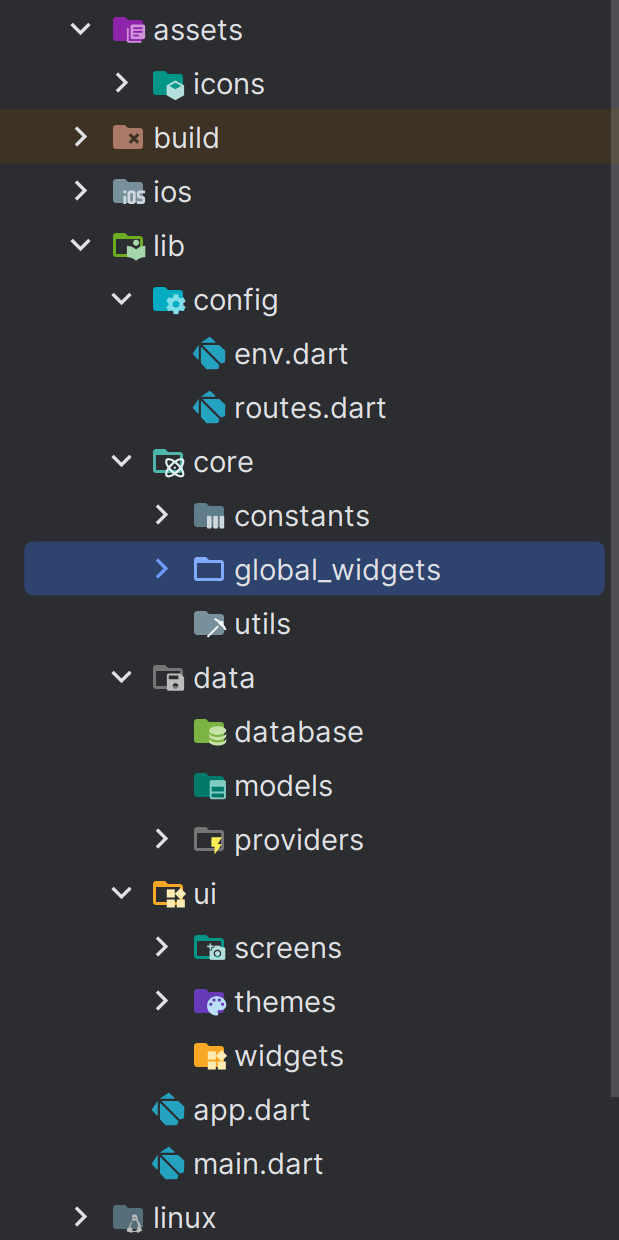 assets
icons
build
ios
lib
config
env.dart
routes.dart
core
constants
global_widgets
utils
data
database
models
providers
ui
screens
themes
widgets
app.dart
main.dart
linux